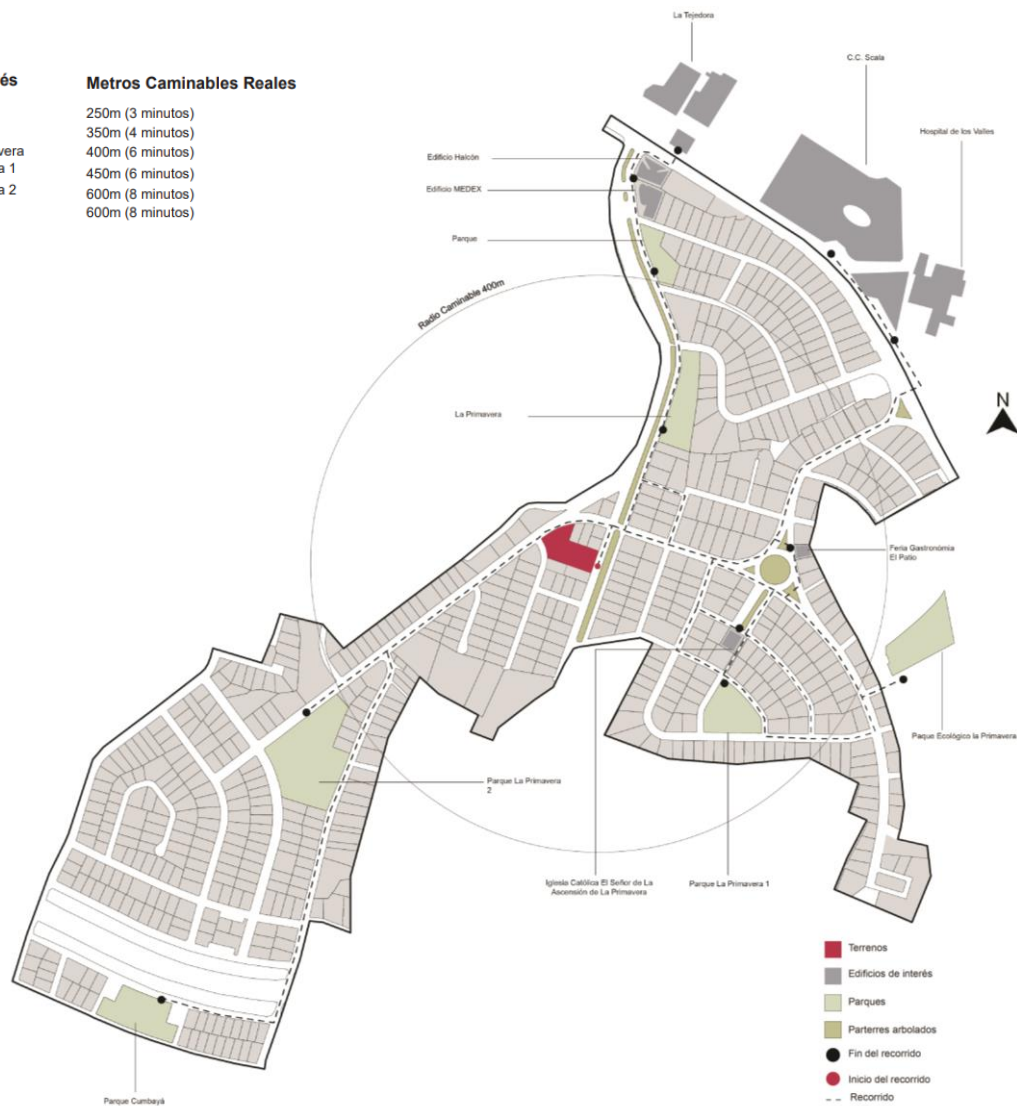 La Tejedora
C.C. Scala
és
Metros Caminables Reales
250m (3 minutos)
350m (4 minutos)
vera
400m (6 minutos)
a 1
450m (6 minutos)
a 2
600m (8 minutos)
600m (8 minutos)
Hospital de los Valles
Edificio Halcón
Edificio MEDEX
Parque
Radio Caminable 400m
N
La Primavera
Feria Gastronómia
El Patio
Paque Ecológico la Primavera
Parque La Primavera
2
Iglesia Católica El Señor de La
Ascensión de La Primavera
Parque La Primavera 1
Terrenos
Edificios de interés
Parques
Parterres arbolados
Fin del recorrido
Inicio del recorrido
Recorrido
Parque Cumbayá